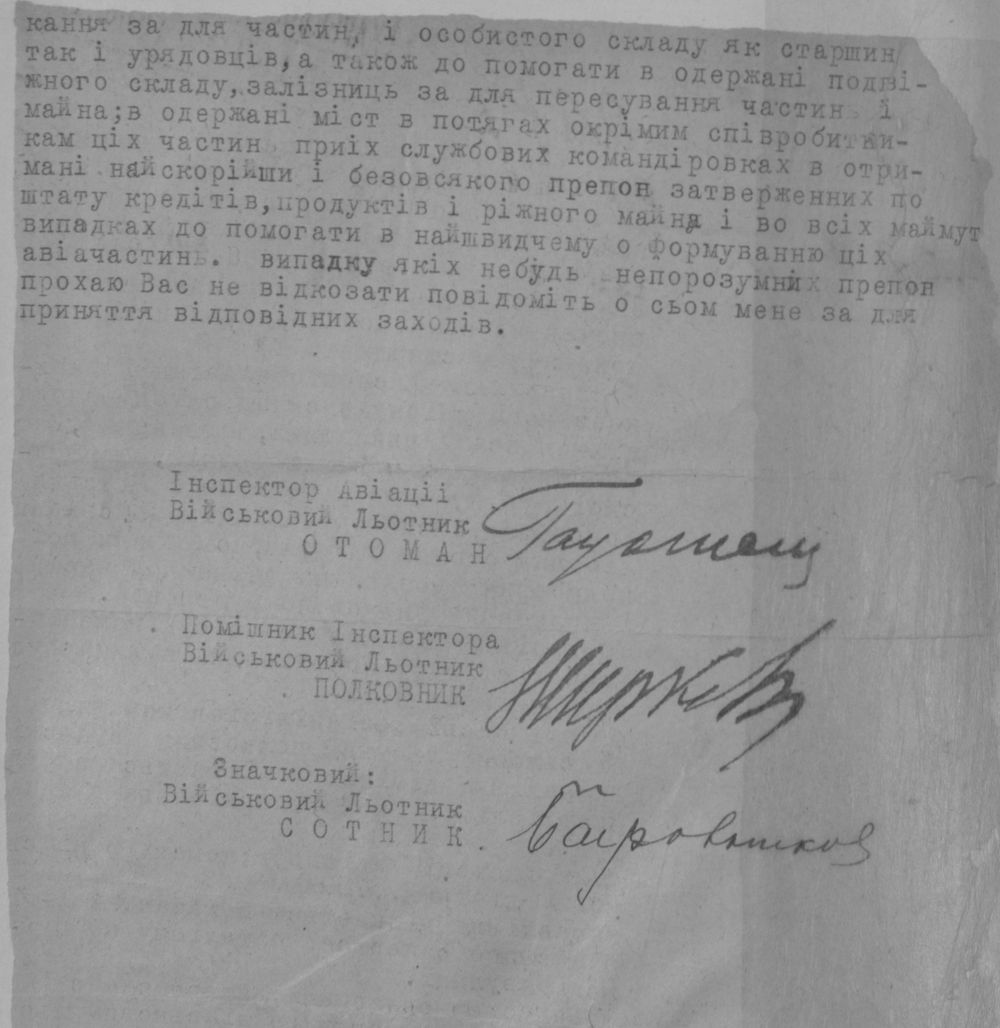 кання за для частин, і особистого складу як старшин
так і урядовців,а також до помогати в одержані подві-
жного складу,.залізниць за для пересування частин і
майна;в одержані міст в потягах окрімим співробитни-
кам ціх частин приіх службових командіровках в отри-
мані найскорійши і безовсякого препон затверженних по
штату кредітів,продуктів і ріжного майна і во всіх маймут
випадках до помогати в найшвидчему о формуванню ціх
авіачастинь. В випадку якіх небудь непорозумних препон
прохаю Вас не відкозати повідоміть о сьом мене за для
приняття відповідних заходів.
Інспектор Авіаціі
Військовий Льотник
ОТОМАН
Помішник Інспектора
Військовий Льотник
ПОЛКОВНИК
Значковий:
Військовий Льотник
СОТНИК